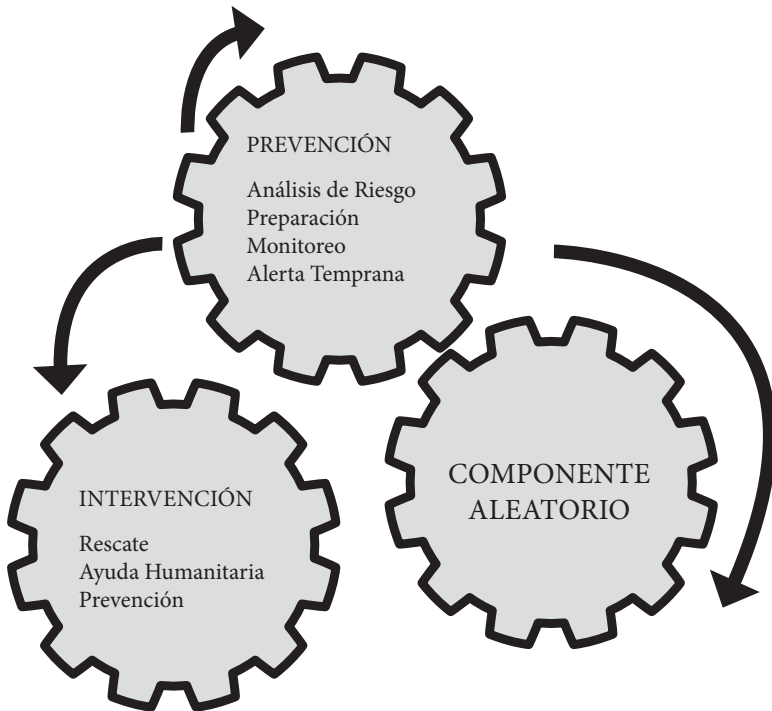 PREVENCIÓN
Análisis de Riesgo
Preparación
Monitoreo
Alerta Temprana
COMPONENTE
ALEATORIO
INTERVENCIÓN
Rescate
Ayuda Humanitaria
Prevención